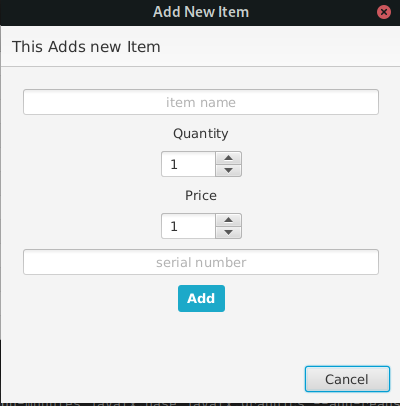 Add New Item
This Adds new Item
item name
Quantity
1
Price
1
serial number
Add
Cancel